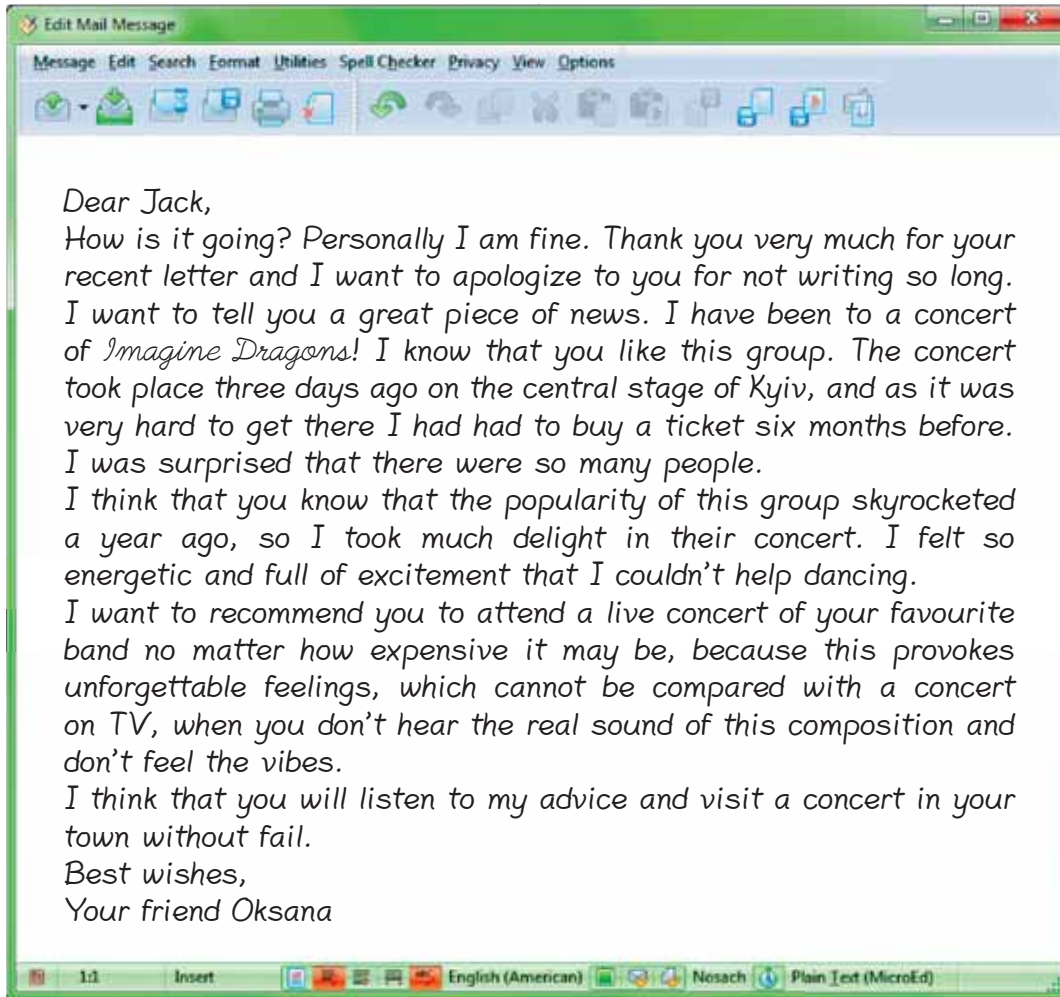 Edit Mail Message
Message Edit Search Format Utilities Spell Checker Privacy View Options
Dear Jack,
How is it going? Personally I am fine. Thank you very much for your
recent letter and I want to apologize to you for not writing so long.
I want to tell you a great piece of news. I have been to a concert
of Imagine Dragons! I know that you like this group. The concert
took place three days ago on the central stage of Kyiv, and as it was
very hard to get there I had had to buy a ticket six months before.
I was surprised that there were so many people.
I think that you know that the popularity of this group skyrocketed
a year ago, so I took much delight in their concert. I felt so
energetic and full of excitement that I couldn't help dancing.
I want to recommend you to attend a live concert of your favourite
band no matter how expensive it may be, because this provokes
unforgettable feelings, which cannot be compared with a concert
on TV, when you don't hear the real sound of this composition and
don't feel the vibes.
I think that you will listen to my advice and visit a concert in your
town without fail.
Best wishes,
Your friend Oksana
1:1 Insert English (American) Nosach Plain Text (MicroEd)